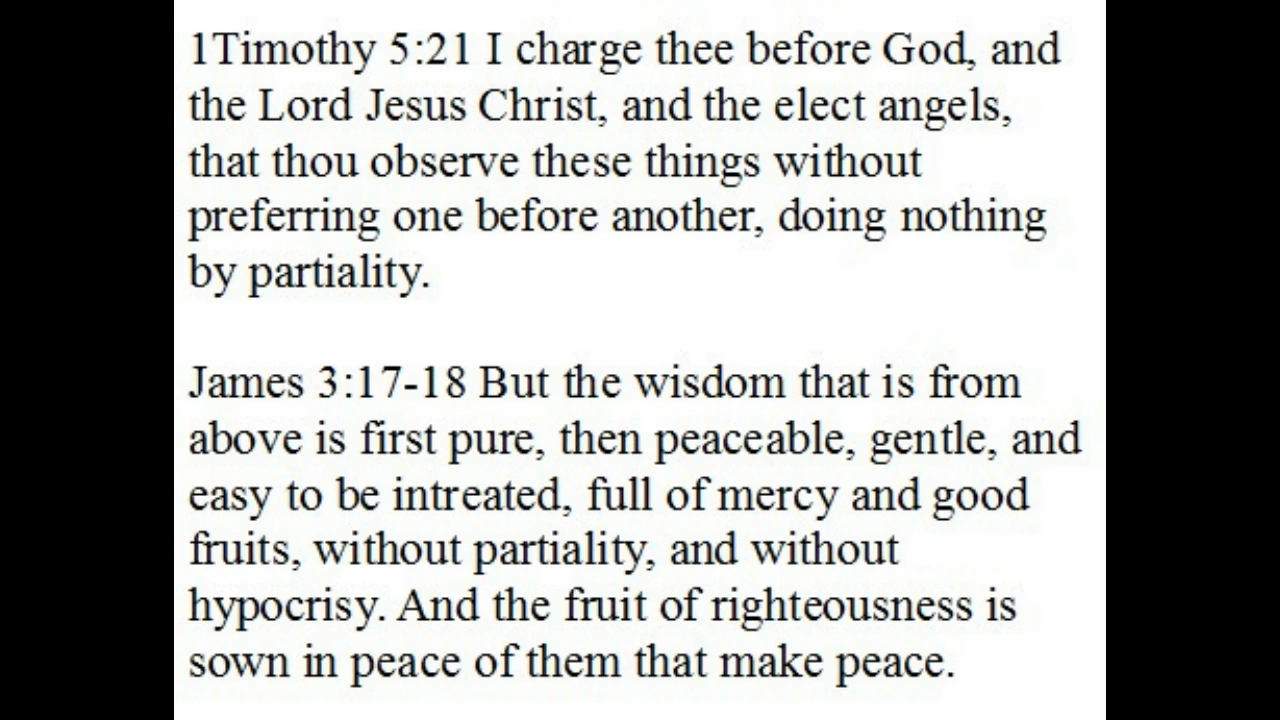 1Timothy 5:21 I charge thee before God, and
the Lord Jesus Christ, and the elect angels,
that thou observe these things without
preferring one before another, doing nothing
by partiality.
James 3:17-18 But the wisdom that is from
above is first pure, then peaceable, gentle, and
easy to be intreated, full of mercy and good
fruits, without partiality, and without
hypocrisy. And the fruit of righteousness is
sown in peace of them that make peace.